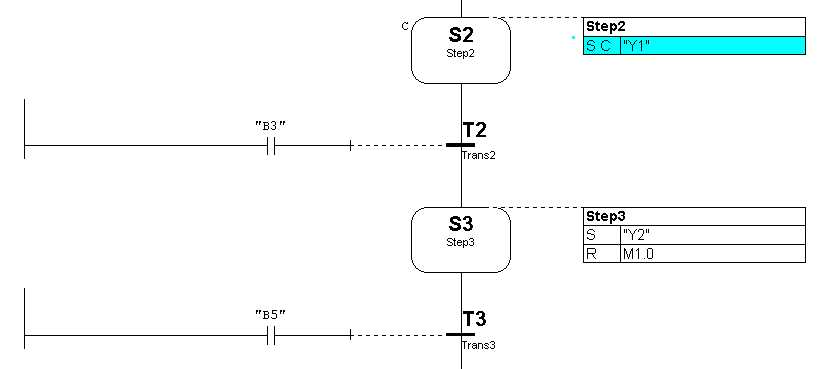 C
S2
Step2
Step2
S C "Y1"
"B3"
T2
Trans2
S3
Step3
Step3
S "Y2"
R M1.0
"B5"
T3
Trans3